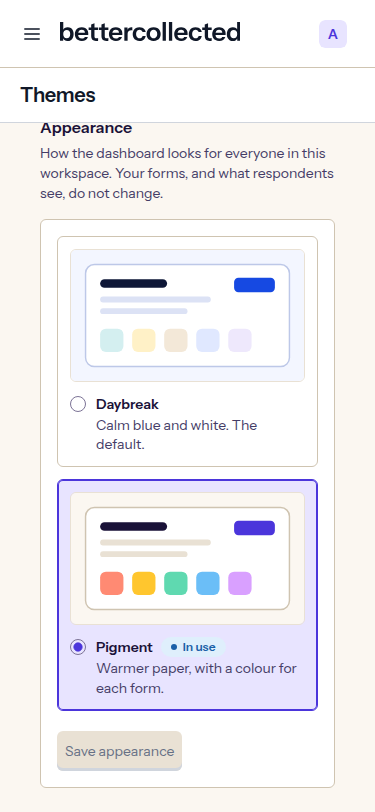 bettercollected
A
Themes
Appearance
How the dashboard looks for everyone in this
workspace. Your forms, and what respondents
see, do not change.
Daybreak
Calm blue and white. The
default.
Pigment
In use
Warmer paper, with a colour for
each form.
Save appearance